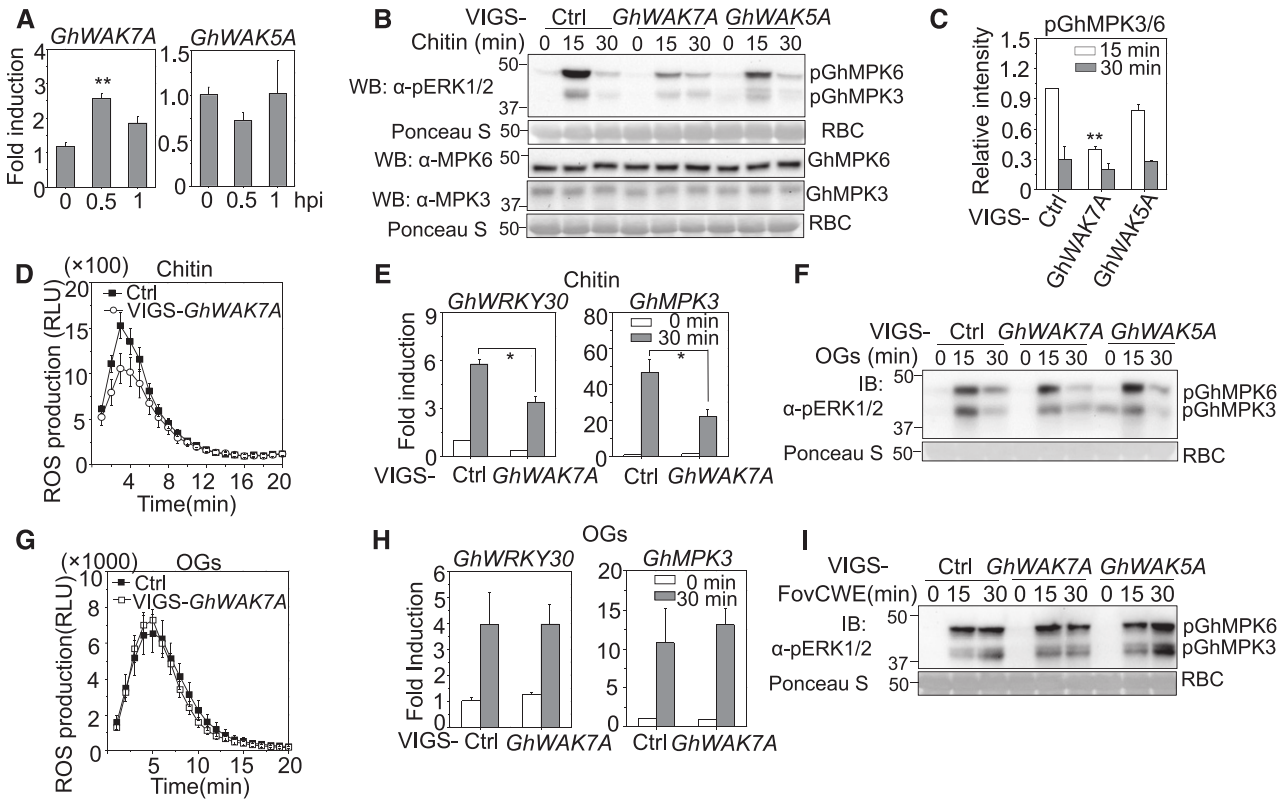 A
GhWAK7A
GhWAK5A
Fold induction
4
3
2
1
0
**
0 0.5 1
1.5
1.0
0.5
0
0 0.5 1 hpi
B
VIGS- Ctrl GhWAK7A GhWAK5A
Chitin (min) 0 15 30 0 15 30 0 15 30
WB: α-pERK1/2
50
37
pGhMPK6
pGhMPK3
Ponceau S 50 RBC
WB: α-MPK6 50 GhMPK6
WB: α-MPK3 37 GhMPK3
Ponceau S 50 RBC
C
pGhMPK3/6
Relative intensity
1.5
1.2
0.9
0.6
0.3
0
15 min
30 min
**
VIGS- Ctrl GhWAK7A GhWAK5A
D
(×100) Chitin
ROS production (RLU)
20
15
10
5
0
Ctrl
VIGS-GhWAK7A
4 8 12 16 20
Time(min)
E
Chitin
GhWRKY30
GhMPK3
Fold induction
9
6
3
0
*
80
60
40
20
0
0 min
30 min
*
VIGS- Ctrl GhWAK7A Ctrl GhWAK7A
F
VIGS- Ctrl GhWAK7A GhWAK5A
OGs (min) 0 15 30 0 15 30 0 15 30
IB:
α-pERK1/2
50
37
pGhMPK6
pGhMPK3
Ponceau S 50 RBC
G
(×1000) OGs
ROS production(RLU)
10
8
6
4
2
0
Ctrl
VIGS-GhWAK7A
5 10 15 20
Time(min)
H
OGs
GhWRKY30
GhMPK3
Fold Induction
6
5
4
3
2
1
0
20
15
10
5
0
0 min
30 min
VIGS- Ctrl GhWAK7A Ctrl GhWAK7A
I
VIGS- Ctrl GhWAK7A GhWAK5A
FovCWE(min) 0 15 30 0 15 30 0 15 30
IB:
α-pERK1/2
50
37
pGhMPK6
pGhMPK3
Ponceau S 50 RBC